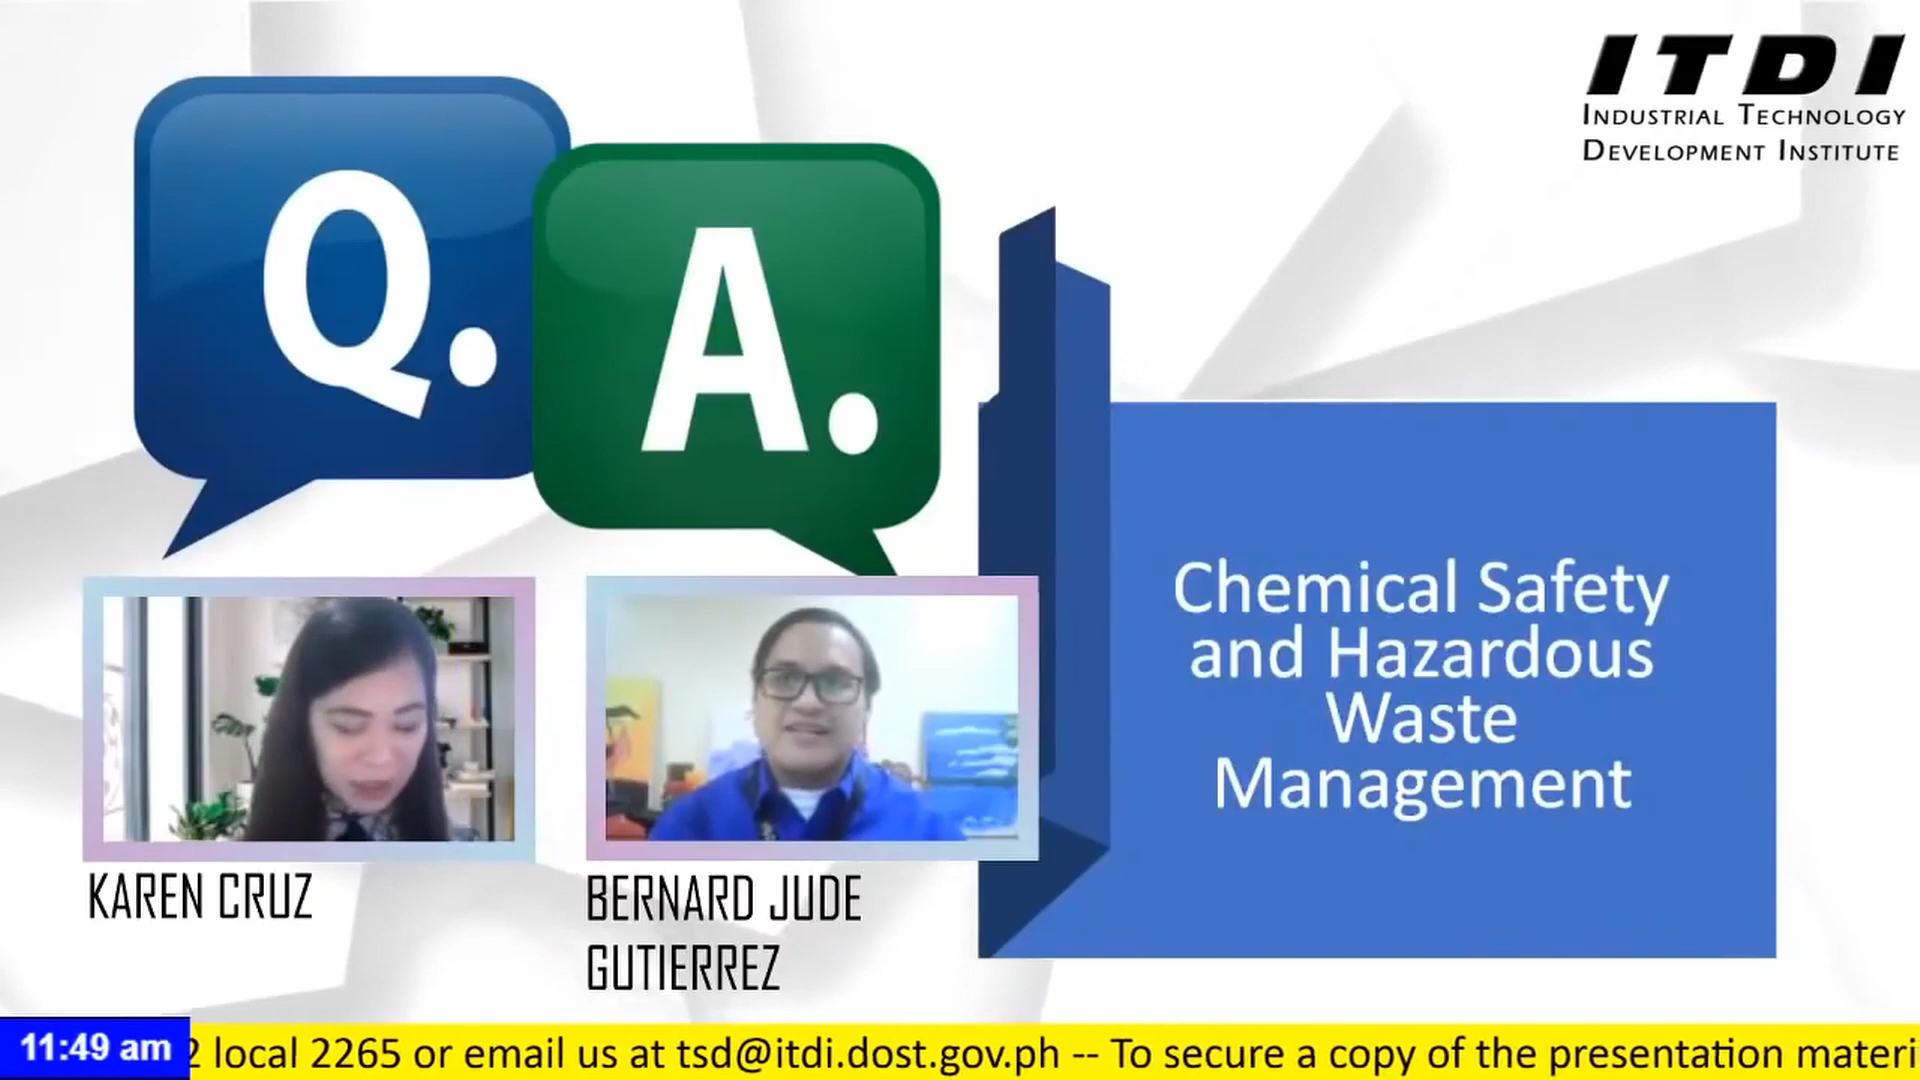 ITDI
INDUSTRIAL TECHNOLOGY
DEVELOPMENT INSTITUTE
Q.
A.
Chemical Safety
and Hazardous
Waste
Management
KAREN CRUZ
BERNARD JUDE
GUTIERREZ
11:49 am
2 local 2265 or email us at tsd@itdi.dost.gov.ph -- To secure a copy of the presentation materi